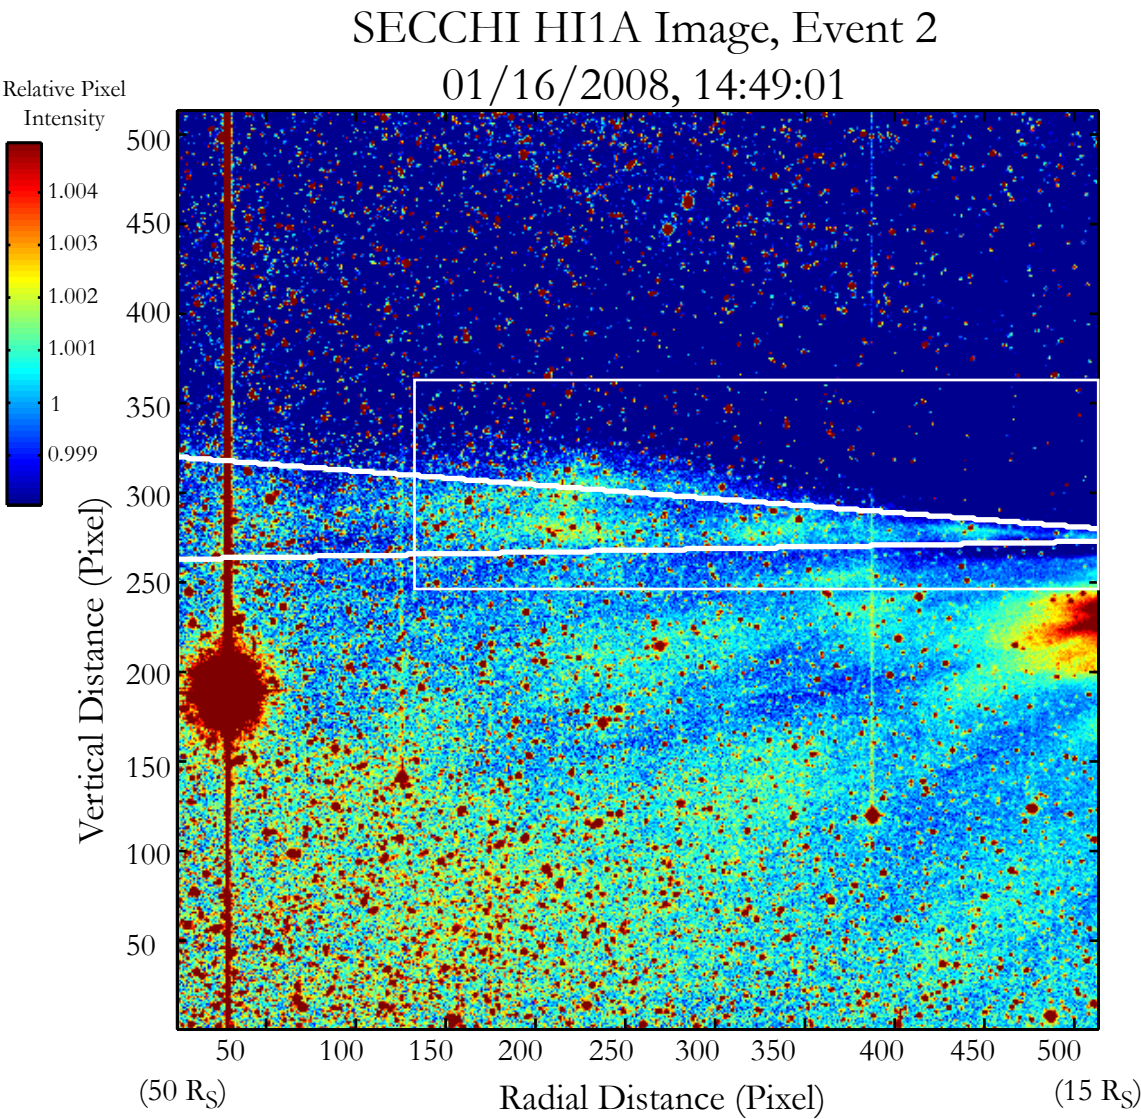 SECCHI HI1A Image, Event 2
01/16/2008, 14:49:01
Relative Pixel
Intensity
1.004
1.003
1.002
1.001
1
0.999
Vertical Distance (Pixel)
500
450
400
350
300
250
200
150
100
50
50 100 150 200 250 300 350 400 450 500
(50 RS) Radial Distance (Pixel) (15 RS)